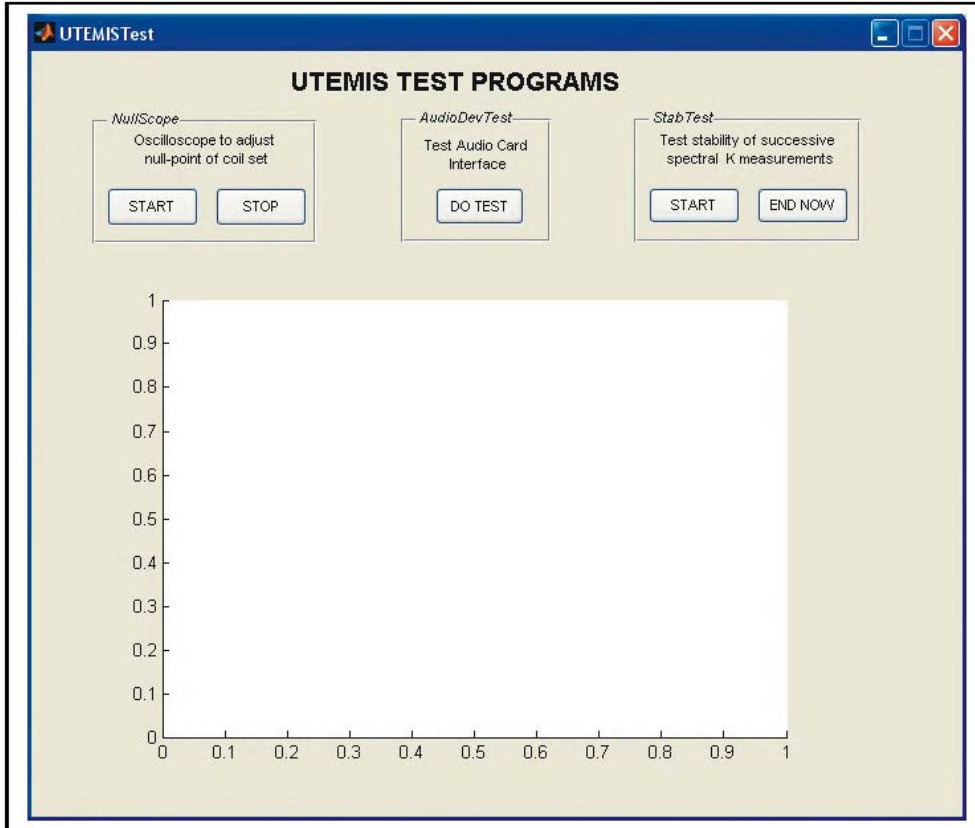 UTEMISTest
UTEMIS TEST PROGRAMS
NullScope
Oscilloscope to adjust
null-point of coil set
START STOP
AudioDevTest
Test Audio Card
Interface
DO TEST
StabTest
Test stability of successive
spectral K measurements
START END NOW
1
0.9
0.8
0.7
0.6
0.5
0.4
0.3
0.2
0.1
0
0 0.1 0.2 0.3 0.4 0.5 0.6 0.7 0.8 0.9 1